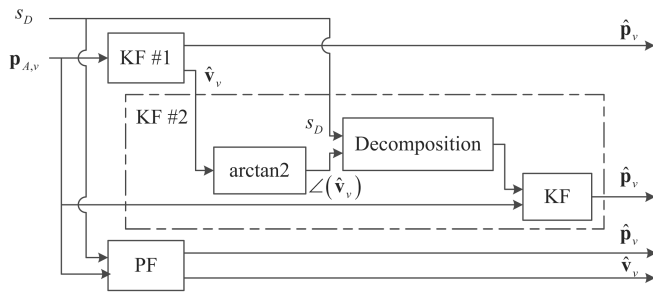 s_D
p_{A,v}
KF #1
p̂_v
v̂_v
KF #2
s_D
Decomposition
arctan2
∠(v̂_v)
KF
p̂_v
PF
p̂_v
v̂_v